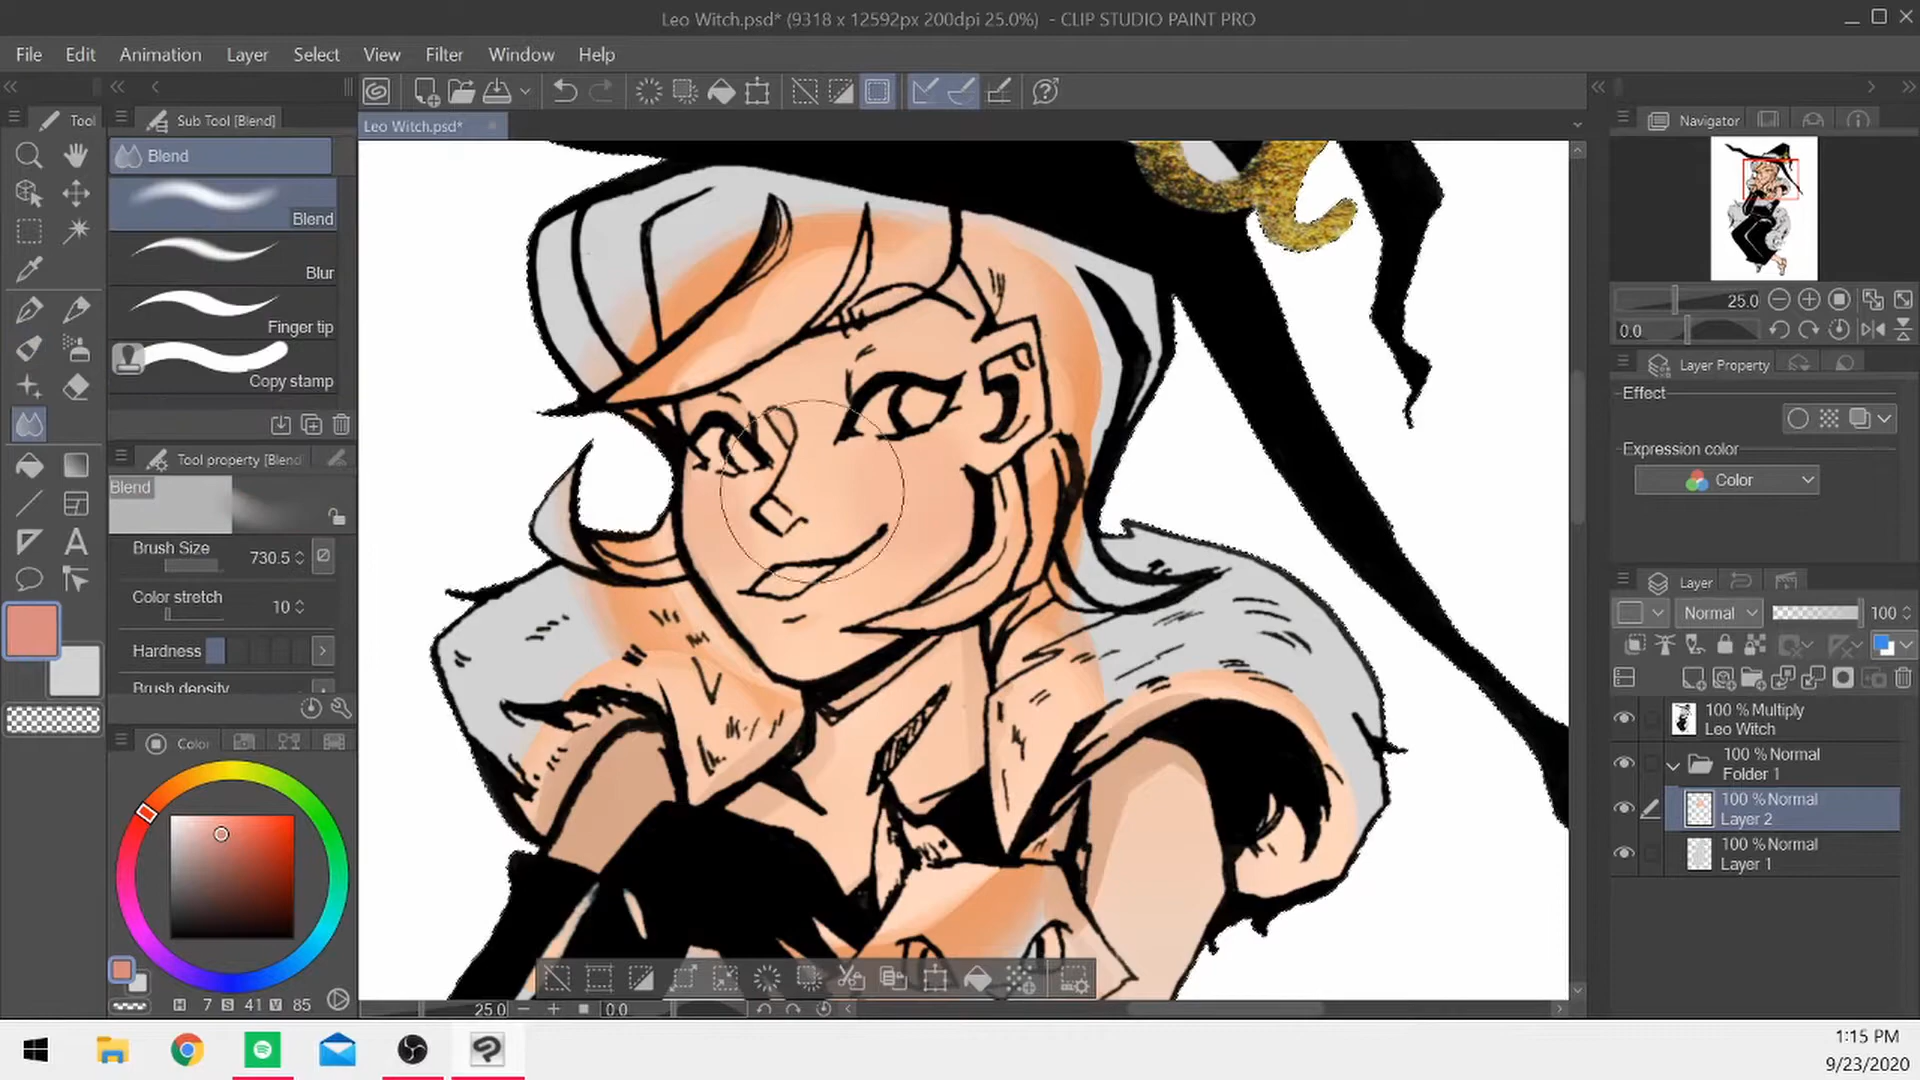 Leo Witch.psd* (9318 x 12592px 200dpi 25.0%)  - CLIP STUDIO PAINT PRO
File Edit Animation Layer Select View Filter Window Help
Tool
Sub Tool [Blend]
Leo Witch.psd*
Navigator
Blend
Blend
Blur
Finger tip
Copy stamp
25.0
0.0
Layer Property
Effect
Expression color
Color
Tool property [Blend
Blend
Brush Size 730.5
Color stretch 10
Hardness
Brush density
Layer
Normal 100
100 % Multiply
Leo Witch
100 % Normal
Folder 1
100 % Normal
Layer 2
100 % Normal
Layer 1
Color
H 7 S 41 V 85
25.0 0.0
1:15 PM
9/23/2020